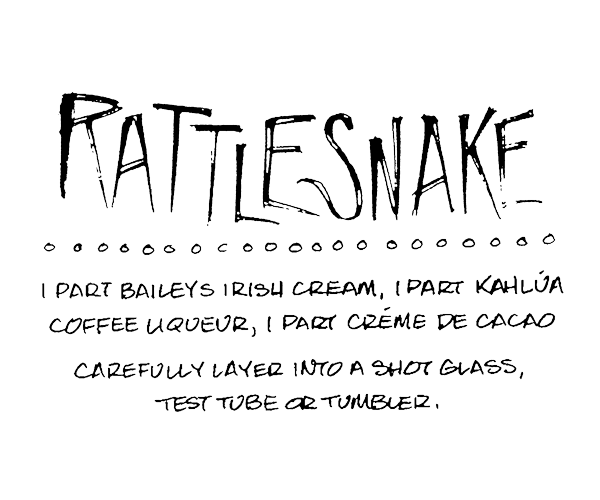 RATTLESNAKE
1 PART BAILEYS IRISH CREAM, 1 PART KAHLÚA
COFFEE LIQUEUR, 1 PART CRÉME DE CACAO
CAREFULLY LAYER INTO A SHOT GLASS,
TEST TUBE OR TUMBLER.